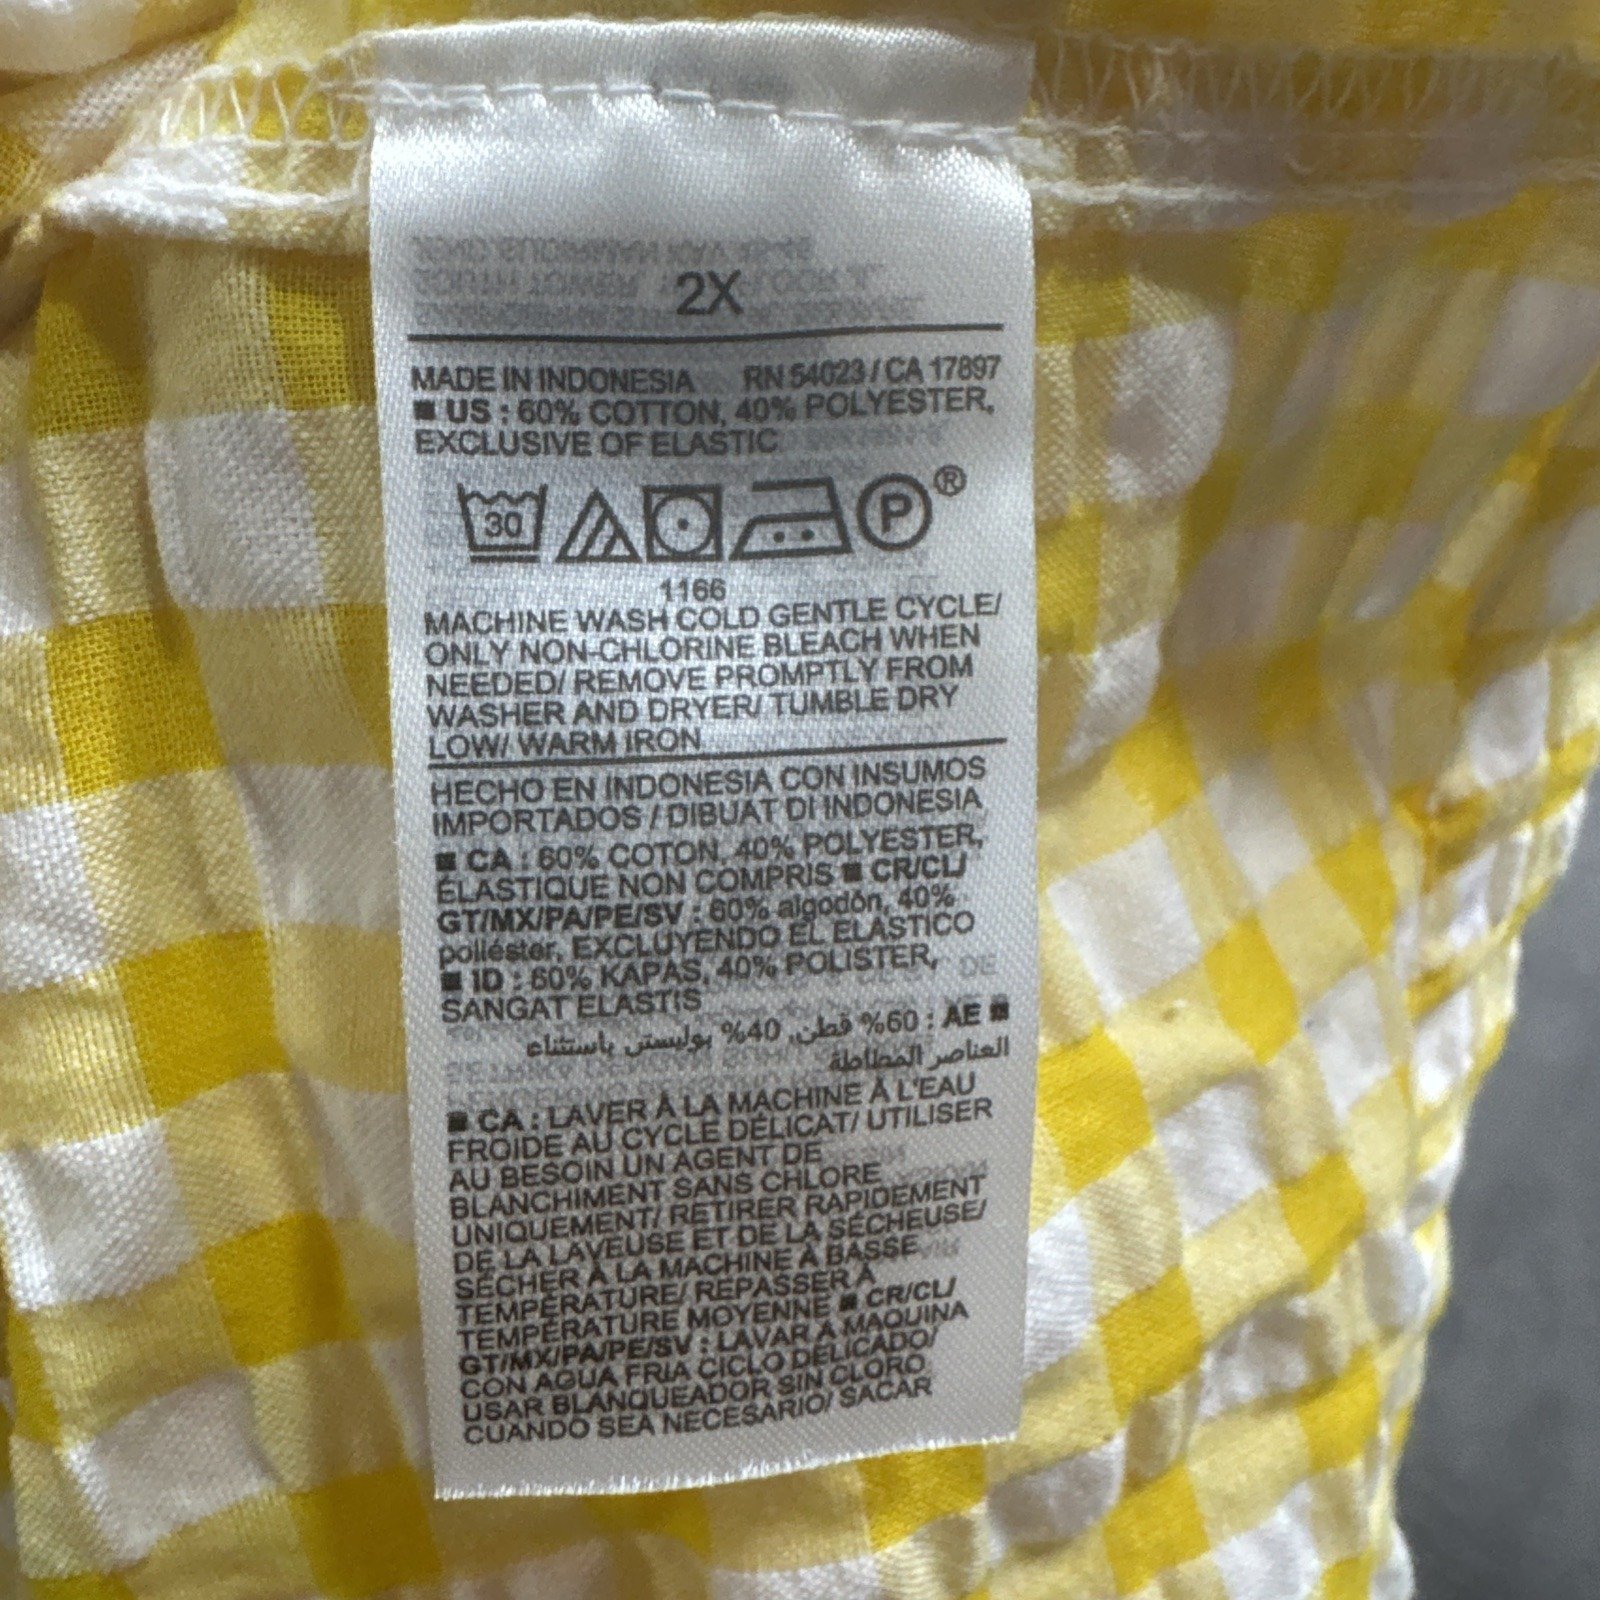 2X
MADE IN INDONESIA RN 54023 / CA 17897
■ US : 60% COTTON, 40% POLYESTER,
EXCLUSIVE OF ELASTIC
30 P®
1166
MACHINE WASH COLD GENTLE CYCLE/
ONLY NON-CHLORINE BLEACH WHEN
NEEDED/ REMOVE PROMPTLY FROM
WASHER AND DRYER/ TUMBLE DRY
LOW/ WARM IRON
HECHO EN INDONESIA CON INSUMOS
IMPORTADOS / DIBUAT DI INDONESIA
■ CA : 60% COTON, 40% POLYESTER,
ÉLASTIQUE NON COMPRIS ■ CR/CL/
GT/MX/PA/PE/SV : 60% algodón, 40%
poliéster, EXCLUYENDO EL ELASTICO
■ ID : 60% KAPAS, 40% POLISTER,
SANGAT ELASTIS
■ AE : 60% قطن, 40% بوليستر باستثناء
العناصر المطاطة
■ CA : LAVER À LA MACHINE À L'EAU
FROIDE AU CYCLE DÉLICAT/ UTILISER
AU BESOIN UN AGENT DE
BLANCHIMENT SANS CHLORE
UNIQUEMENT/ RETIRER RAPIDEMENT
DE LA LAVEUSE ET DE LA SÉCHEUSE/
SÉCHER À LA MACHINE À BASSE
TEMPÉRATURE/ REPASSER À
TEMPÉRATURE MOYENNE ■ CR/CL/
GT/MX/PA/PE/SV : LAVAR A MAQUINA
CON AGUA FRIA CICLO DELICADO/
USAR BLANQUEADOR SIN CLORO
CUANDO SEA NECESARIO/ SACAR